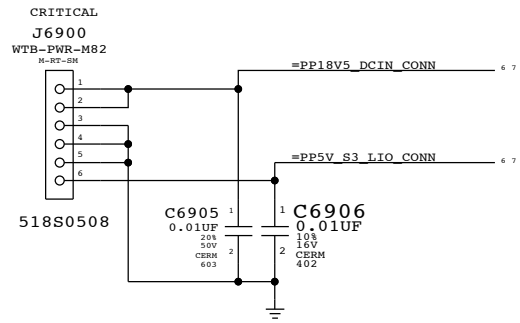 CRITICAL
J6900
WTB-PWR-M82
M-RT-SM
1
2
3
4
5
6
518S0508
=PP18V5_DCIN_CONN 6 7
=PP5V_S3_LIO_CONN 6 7
C6905 1
0.01UF
20%
50V 2
CERM
603
1 C6906
0.01UF
10%
2 16V
CERM
402